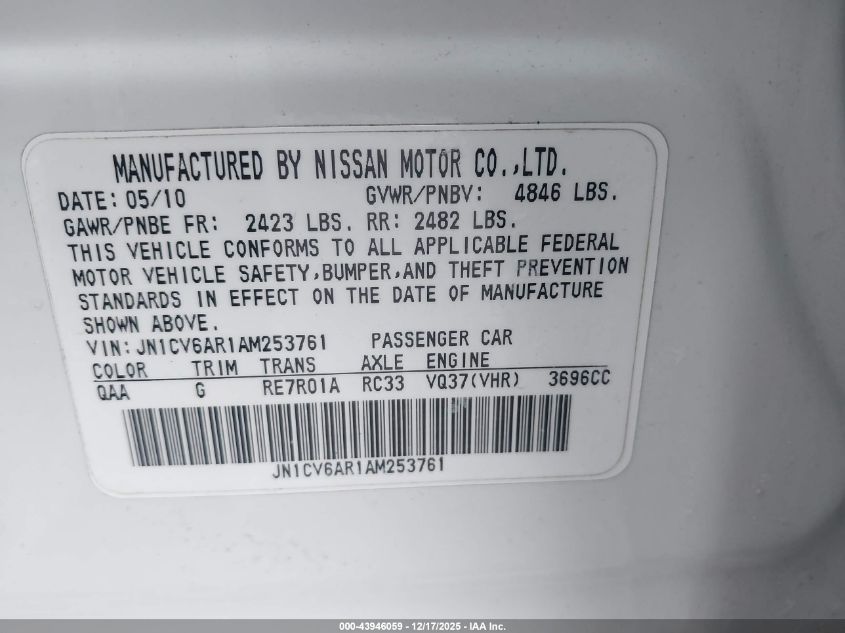 MANUFACTURED BY NISSAN MOTOR CO.,LTD.
DATE: 05/10 GVWR/PNBV: 4846 LBS.
GAWR/PNBE FR: 2423 LBS. RR: 2482 LBS.
THIS VEHICLE CONFORMS TO ALL APPLICABLE FEDERAL
MOTOR VEHICLE SAFETY,BUMPER,AND THEFT PREVENTION
STANDARDS IN EFFECT ON THE DATE OF MANUFACTURE
SHOWN ABOVE.
VIN: JN1CV6AR1AM253761 PASSENGER CAR
COLOR TRIM TRANS AXLE ENGINE
QAA G RE7R01A RC33 VQ37(VHR) 3696CC
JN1CV6AR1AM253761
000-43946059 - 12/17/2025 - IAA Inc.